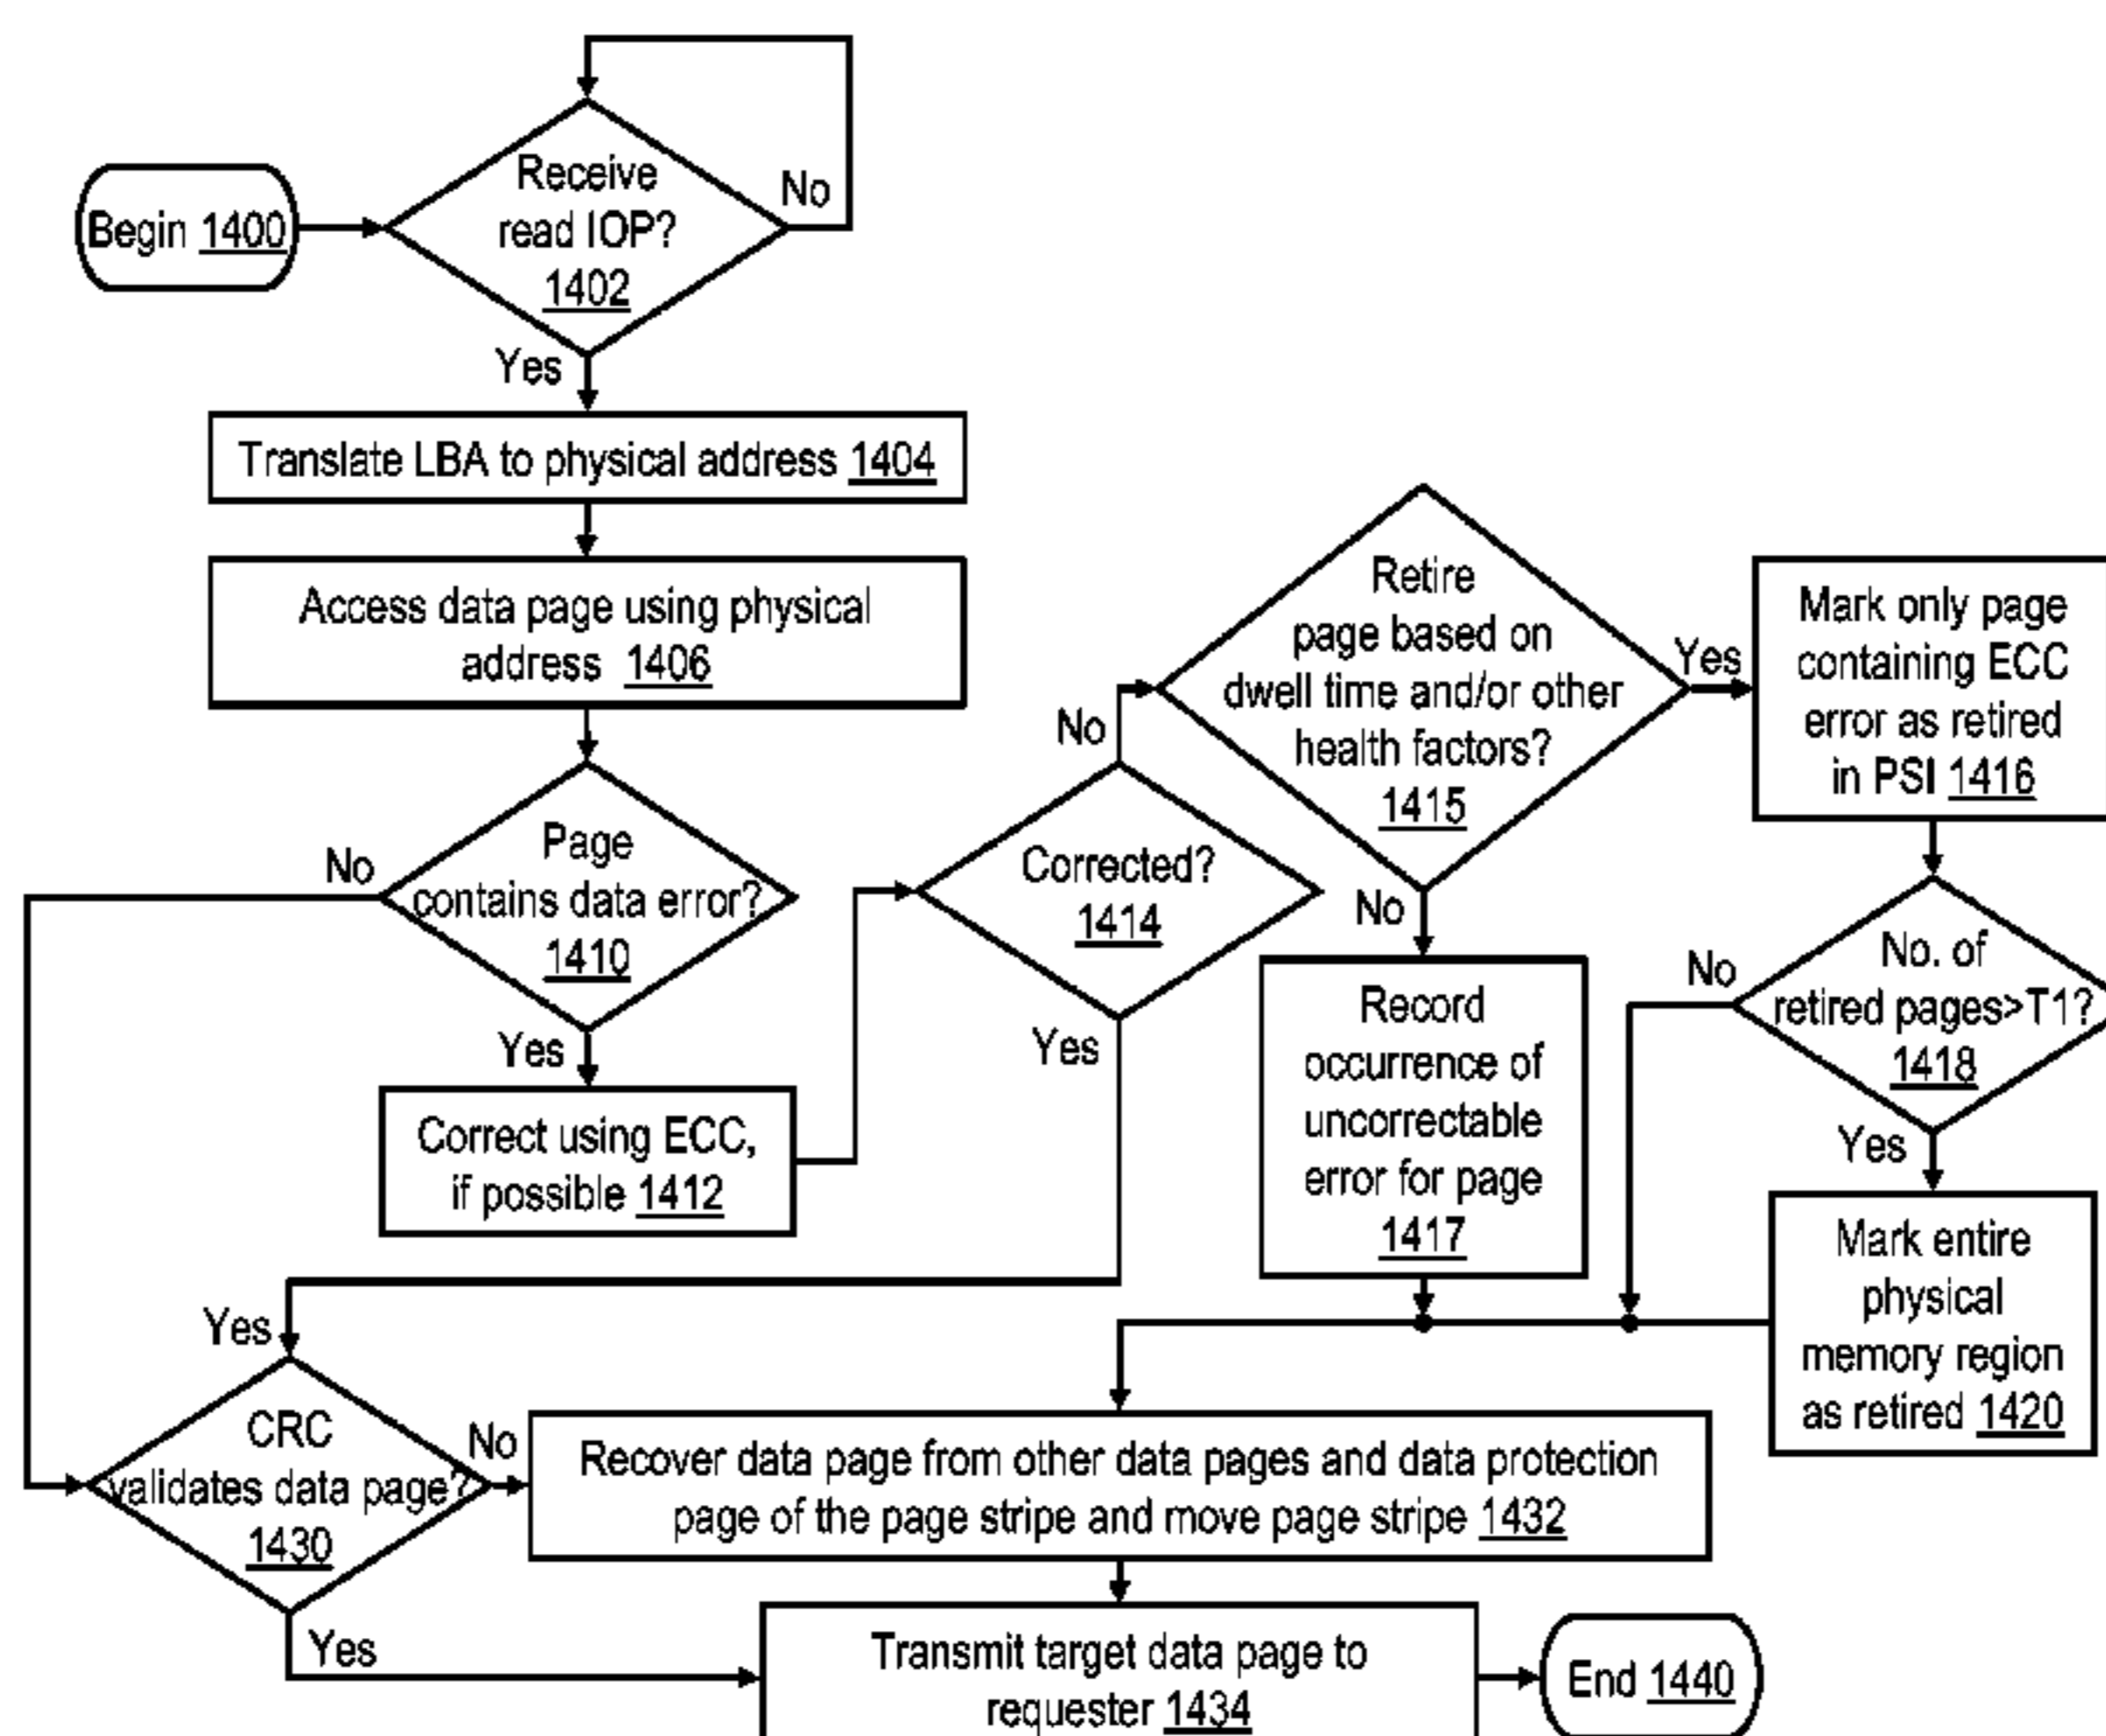 Begin 1400
Receive
read IOP?
1402
No
Yes
Translate LBA to physical address 1404
Access data page using physical
address 1406
Page
contains data error?
1410
No
Yes
Correct using ECC,
if possible 1412
Corrected?
1414
No
Yes
Retire
page based on
dwell time and/or other
health factors?
1415
Yes
No
Mark only page
containing ECC
error as retired
in PSI 1416
Record
occurrence of
uncorrectable
error for page
1417
No. of
retired pages>T1?
1418
No
Yes
Mark entire
physical
memory region
as retired 1420
Yes
CRC
validates data page?
1430
No
Yes
Recover data page from other data pages and data protection
page of the page stripe and move page stripe 1432
Transmit target data page to
requester 1434
End 1440